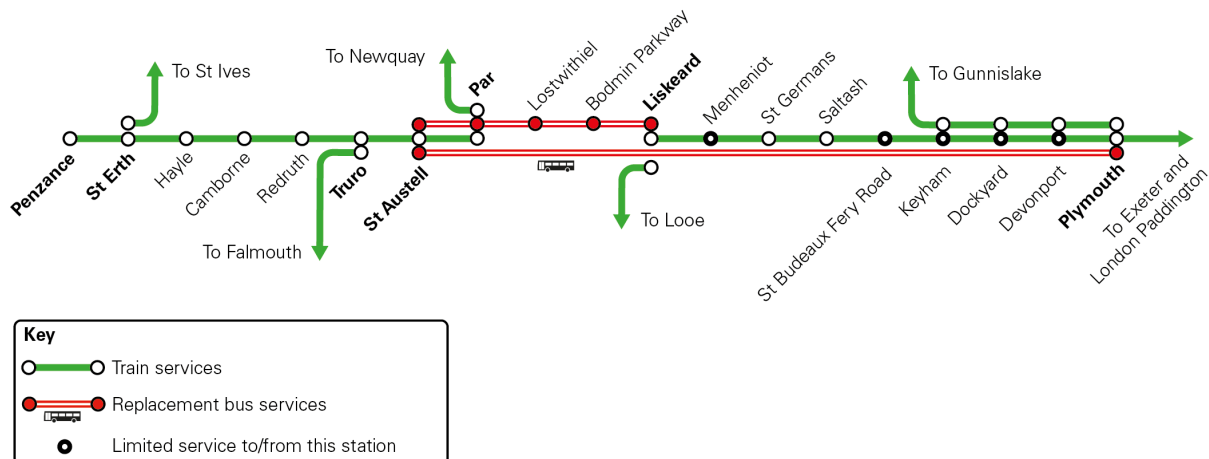 To St Ives
To Newquay
Par
Lostwithiel
Bodmin Parkway
Liskeard
Menheniot
St Germans
Saltash
To Gunnislake
Penzance
St Erth
Hayle
Camborne
Redruth
Truro
St Austell
To Falmouth
To Looe
St Budeaux Fery Road
Keyham
Dockyard
Devonport
Plymouth
To Exeter and
London Paddington
Key
Train services
Replacement bus services
Limited service to/from this station